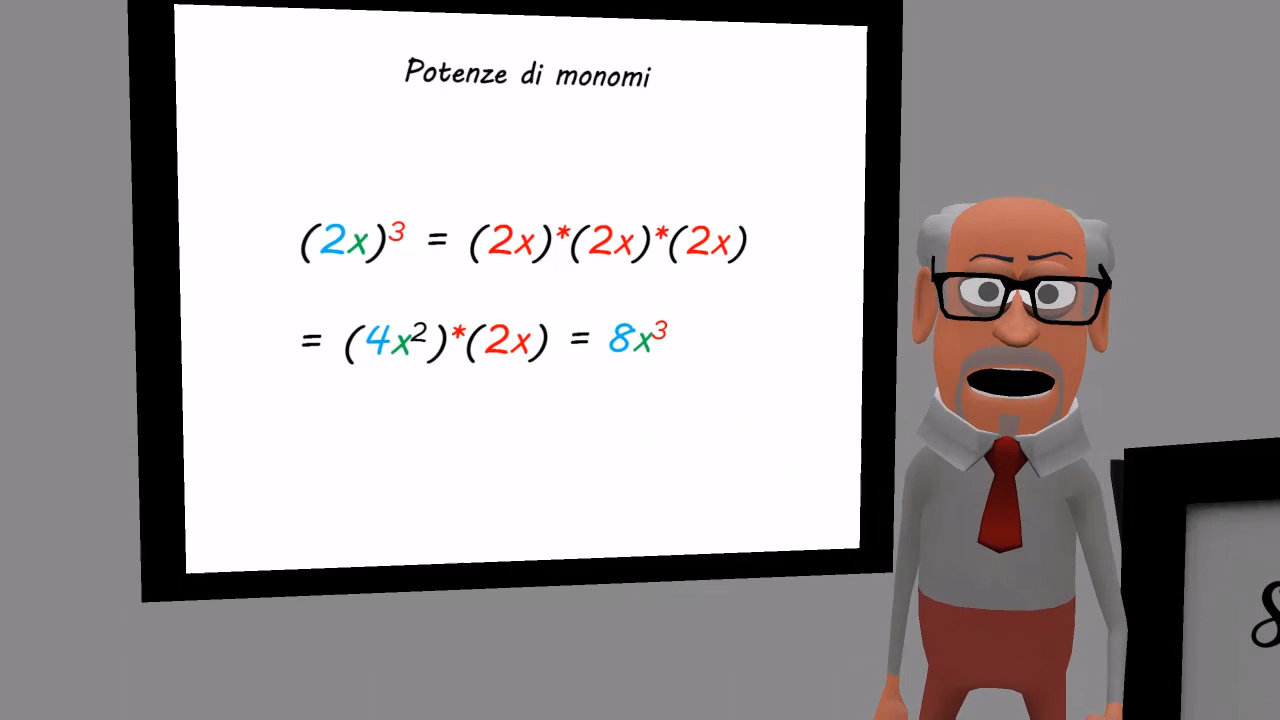 Potenze di monomi
(2x)³ = (2x)*(2x)*(2x)
= (4x²)*(2x) = 8x³